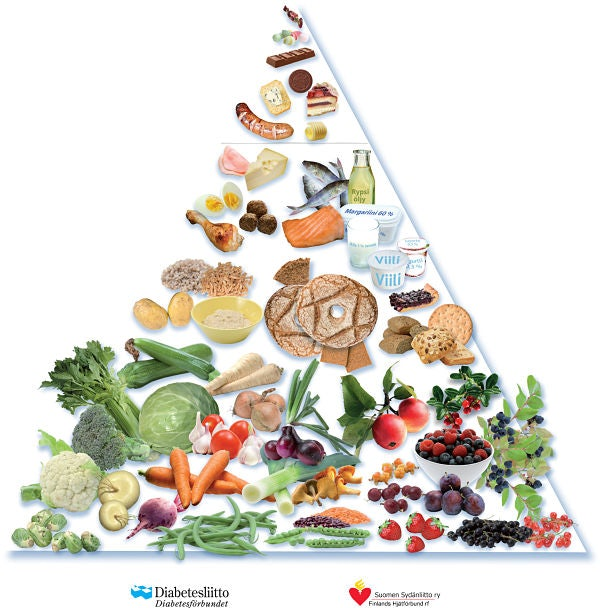 Rypsi
öljy
Margariini 60 %
Viili
Viili
Diabetesliitto
Diabetesförbundet
Suomen Sydänliitto ry
Finlands Hjärtförbund rf